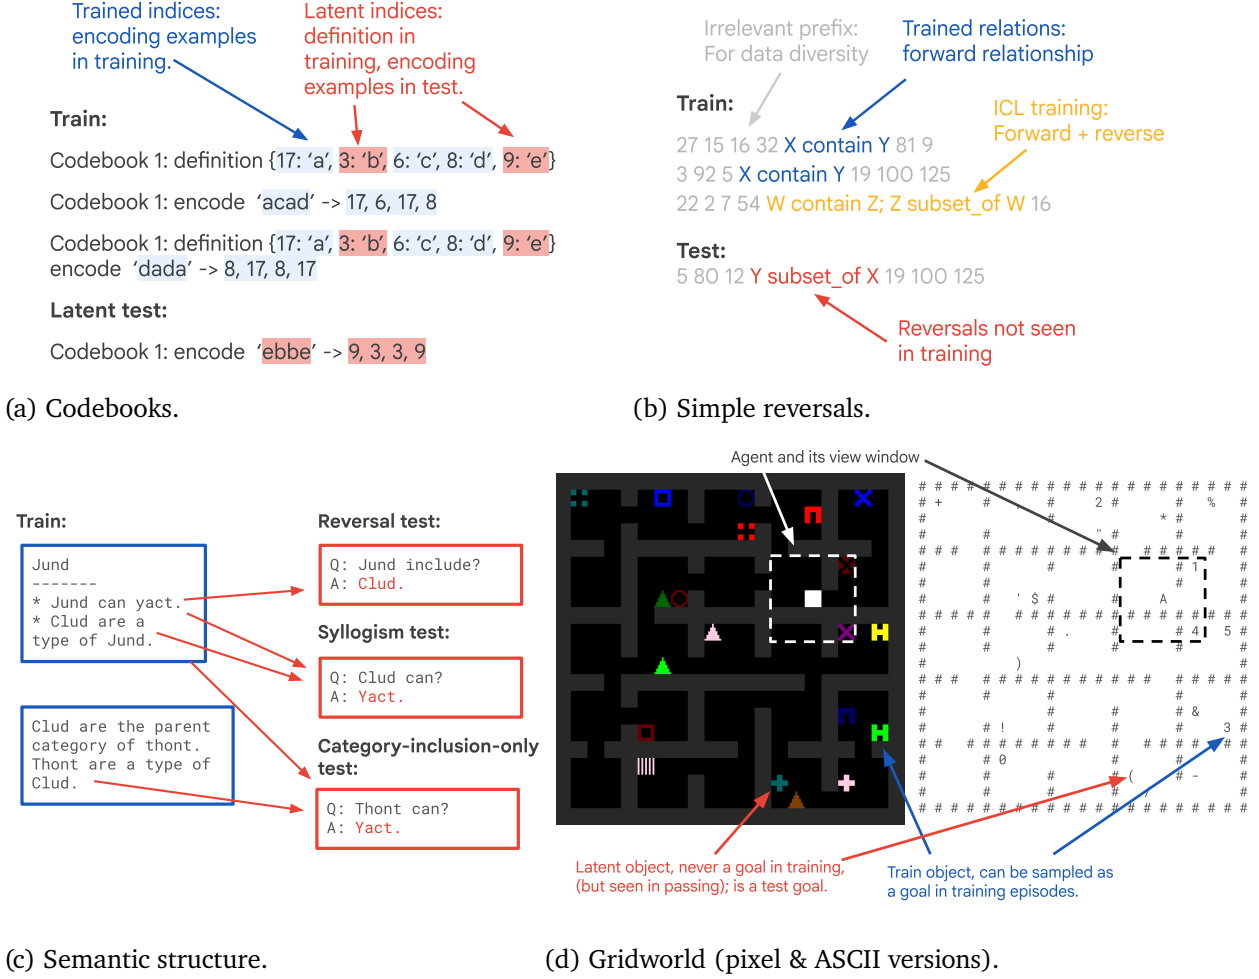 Trained indices:
encoding examples
in training.
Latent indices:
definition in
training, encoding
examples in test.
Train:
Codebook 1: definition {17: ‘a’, 3: ‘b’, 6: ‘c’, 8: ‘d’, 9: ‘e’}
Codebook 1: encode ‘acad’ -> 17, 6, 17, 8
Codebook 1: definition {17: ‘a’, 3: ‘b’, 6: ‘c’, 8: ‘d’, 9: ‘e’}
encode ‘dada’ -> 8, 17, 8, 17
Latent test:
Codebook 1: encode ‘ebbe’ -> 9, 3, 3, 9
(a) Codebooks.
Irrelevant prefix:
For data diversity
Trained relations:
forward relationship
Train:
ICL training:
Forward + reverse
27 15 16 32 X contain Y 81 9
3 92 5 X contain Y 19 100 125
22 2 7 54 W contain Z; Z subset_of W 16
Test:
5 80 12 Y subset_of X 19 100 125
Reversals not seen
in training
(b) Simple reversals.
Train:
Jund
-------
* Jund can yact.
* Clud are a
type of Jund.
Clud are the parent
category of thont.
Thont are a type of
Clud.
Reversal test:
Q: Jund include?
A: Clud.
Syllogism test:
Q: Clud can?
A: Yact.
Category-inclusion-only
test:
Q: Thont can?
A: Yact.
(c) Semantic structure.
Agent and its view window
Latent object, never a goal in training,
(but seen in passing); is a test goal.
Train object, can be sampled as
a goal in training episodes.
(d) Gridworld (pixel & ASCII versions).